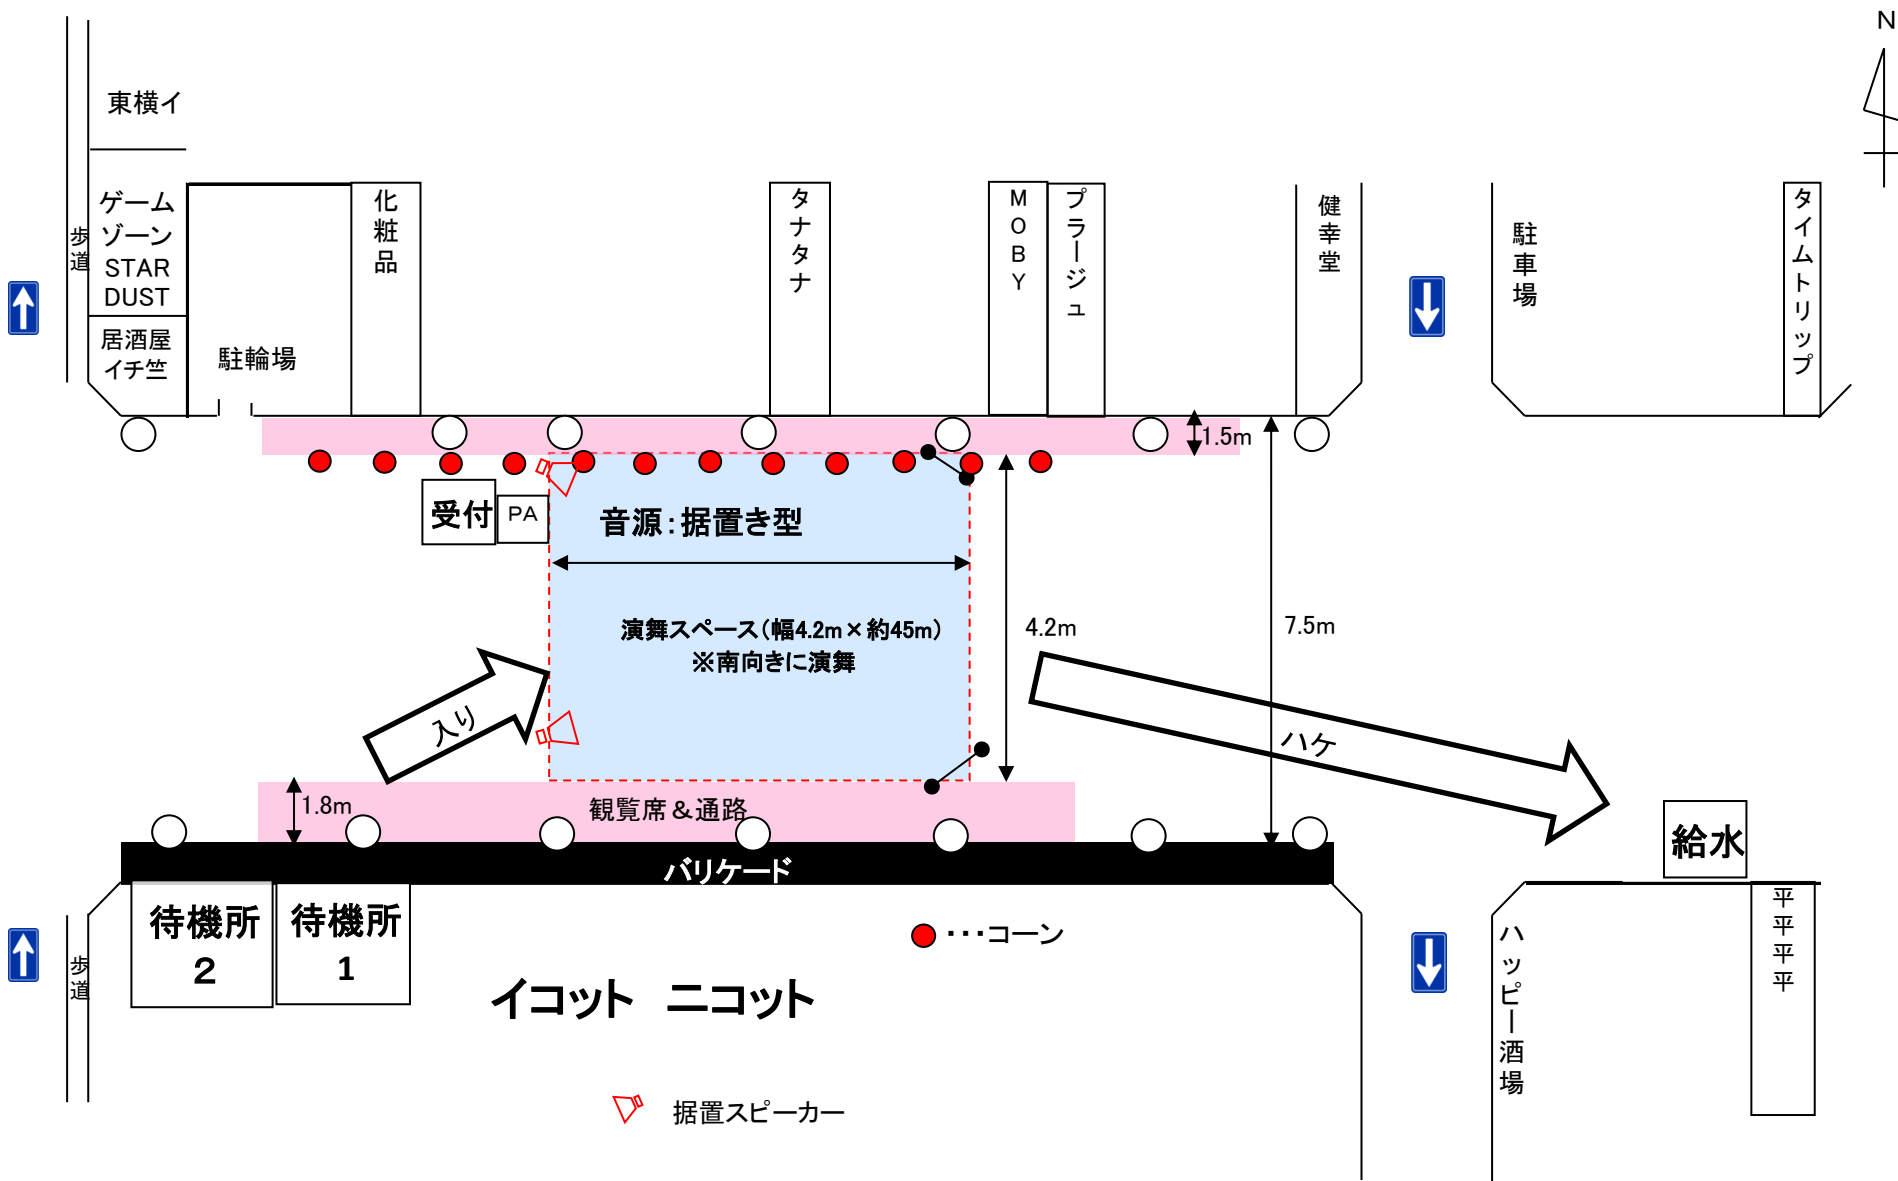 N
東横イ
ゲーム
ゾーン
STAR
DUST
歩道
居酒屋
イチ竺
駐輪場
化粧品
タナタナ
MOBY
プラージュ
健幸堂
駐車場
タイムトリップ
1.5m
受付
PA
音源：据置き型
演舞スペース（幅4.2m×約45m）
※南向きに演舞
4.2m
7.5m
入り
ハケ
1.8m
観覧席＆通路
バリケード
給水
待機所
2
待機所
1
・・・コーン
歩道
イコット ニコット
ハッピー酒場
平平平平
据置スピーカー